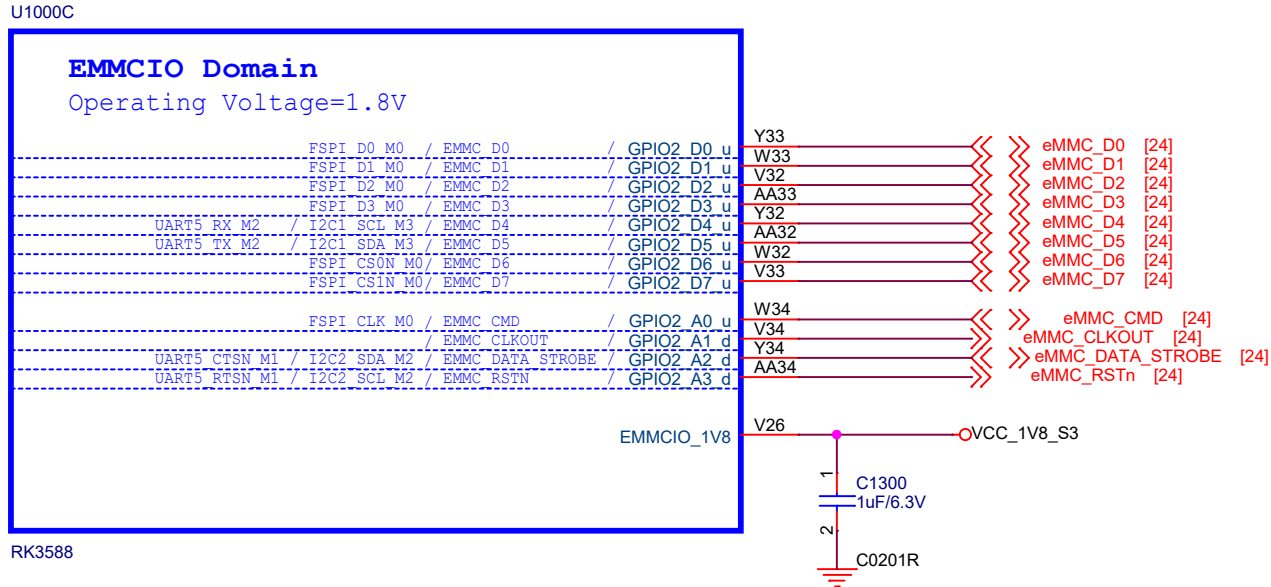 U1000C
EMMCIO Domain
Operating Voltage=1.8V
FSPI_D0_M0 / EMMC_D0 / GPIO2_D0_u Y33 eMMC_D0 [24]
FSPI_D1_M0 / EMMC_D1 / GPIO2_D1_u W33 eMMC_D1 [24]
FSPI_D2_M0 / EMMC_D2 / GPIO2_D2_u V32 eMMC_D2 [24]
FSPI_D3_M0 / EMMC_D3 / GPIO2_D3_u AA33 eMMC_D3 [24]
UART5_RX_M2 / I2C1_SCL_M3 / EMMC_D4 / GPIO2_D4_u Y32 eMMC_D4 [24]
UART5_TX_M2 / I2C1_SDA_M3 / EMMC_D5 / GPIO2_D5_u AA32 eMMC_D5 [24]
FSPI_CS0N_M0/ EMMC_D6 / GPIO2_D6_u W32 eMMC_D6 [24]
FSPI_CS1N_M0/ EMMC_D7 / GPIO2_D7_u V33 eMMC_D7 [24]
FSPI_CLK_M0 / EMMC_CMD / GPIO2_A0_u W34 eMMC_CMD [24]
/ EMMC_CLKOUT / GPIO2_A1_d V34 eMMC_CLKOUT [24]
UART5_CTSN_M1 / I2C2_SDA_M2 / EMMC_DATA_STROBE / GPIO2_A2_d Y34 eMMC_DATA_STROBE [24]
UART5_RTSN_M1 / I2C2_SCL_M2 / EMMC_RSTN / GPIO2_A3_d AA34 eMMC_RSTn [24]
EMMCIO_1V8 V26 VCC_1V8_S3
1
C1300
1uF/6.3V
2
C0201R
RK3588